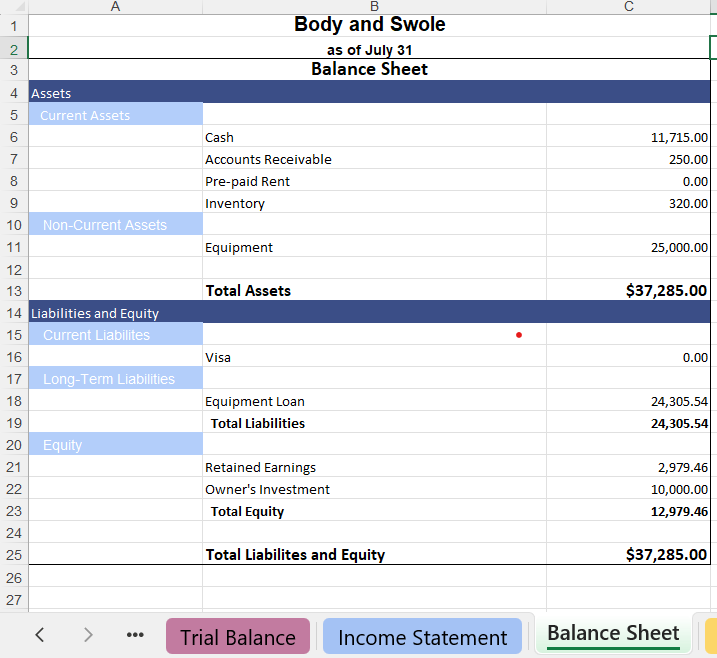 A B C
1 Body and Swole
2 as of July 31
3 Balance Sheet
4 Assets
5 Current Assets
6 Cash 11,715.00
7 Accounts Receivable 250.00
8 Pre-paid Rent 0.00
9 Inventory 320.00
10 Non-Current Assets
11 Equipment 25,000.00
12
13 Total Assets $37,285.00
14 Liabilities and Equity
15 Current Liabilites
16 Visa 0.00
17 Long-Term Liabilities
18 Equipment Loan 24,305.54
19 Total Liabilities 24,305.54
20 Equity
21 Retained Earnings 2,979.46
22 Owner's Investment 10,000.00
23 Total Equity 12,979.46
24
25 Total Liabilites and Equity $37,285.00
26
27
Trial Balance Income Statement Balance Sheet